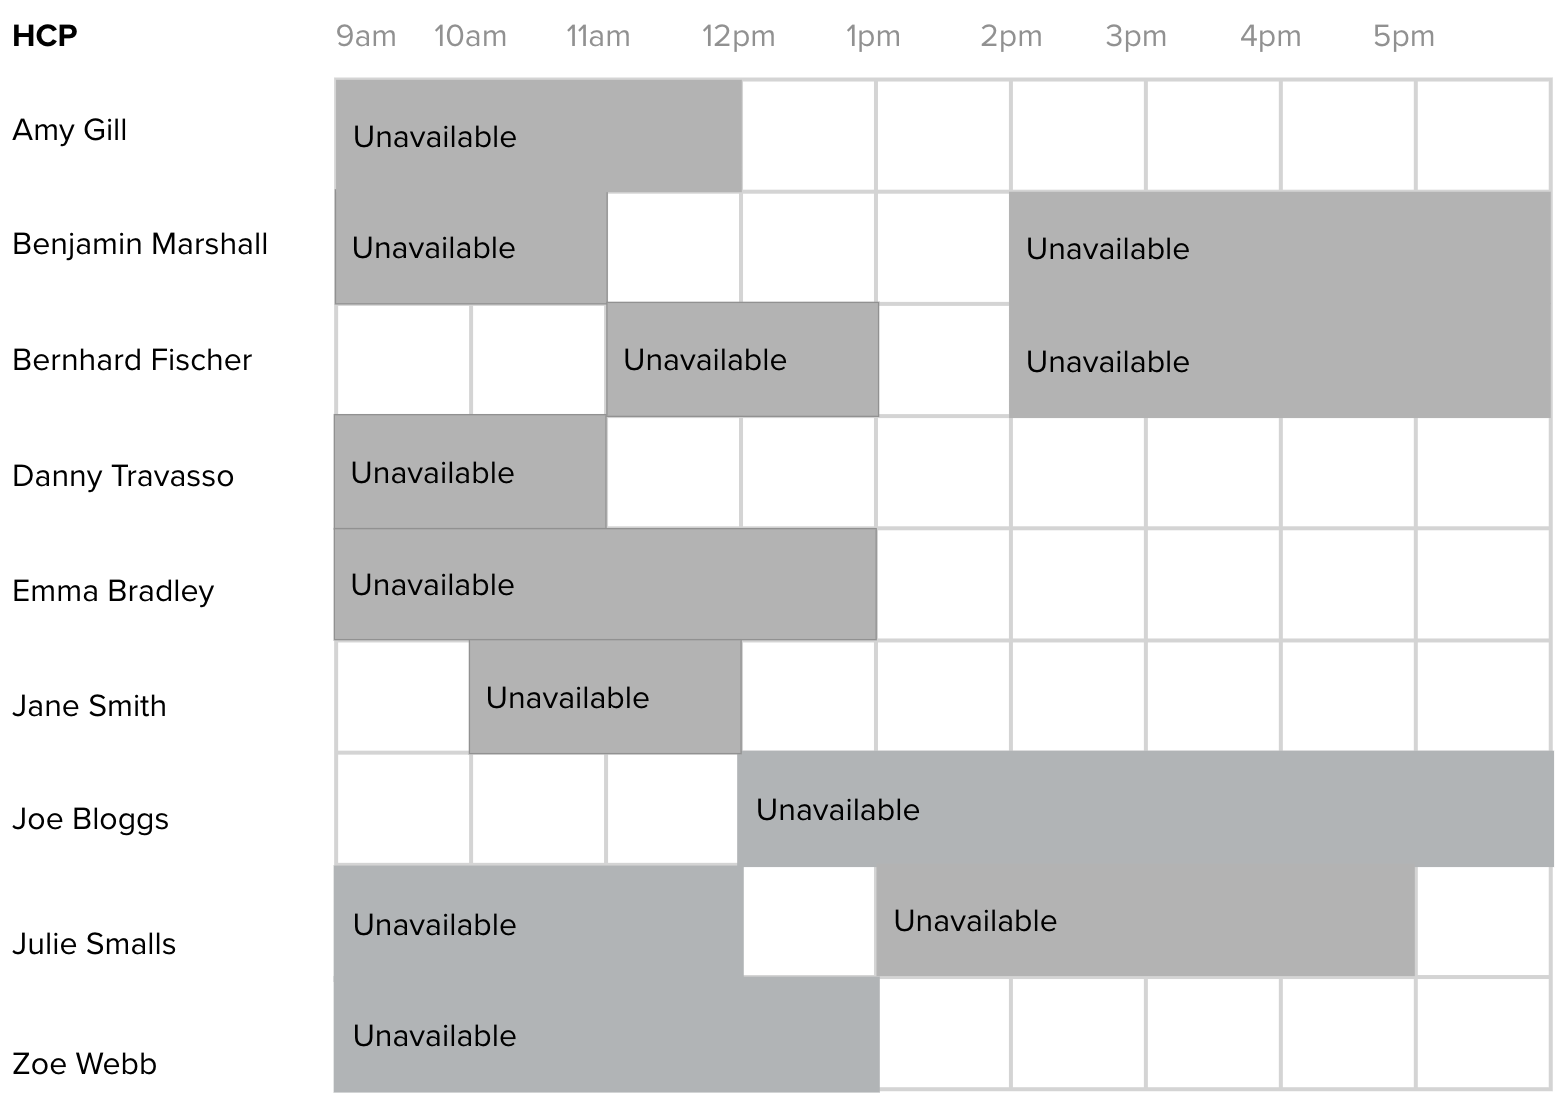 HCP 9am 10am 11am 12pm 1pm 2pm 3pm 4pm 5pm
Amy Gill Unavailable
Benjamin Marshall Unavailable Unavailable
Bernhard Fischer Unavailable Unavailable
Danny Travasso Unavailable
Emma Bradley Unavailable
Jane Smith Unavailable
Joe Bloggs Unavailable
Julie Smalls Unavailable Unavailable
Zoe Webb Unavailable